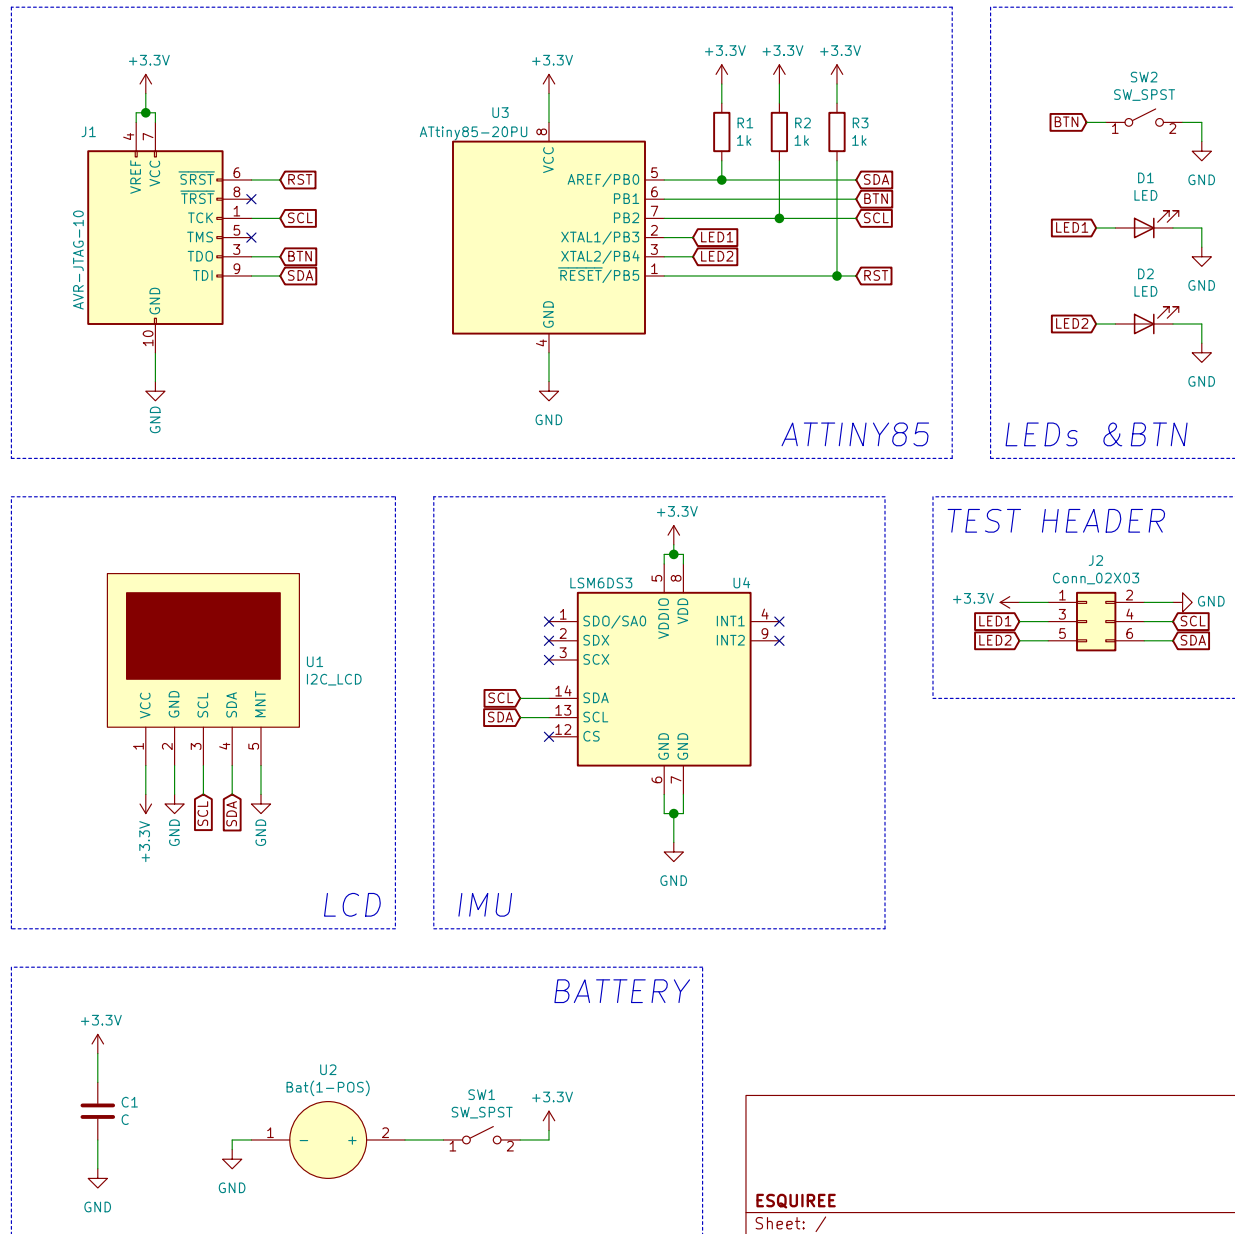 +3.3V
J1
4
7
VREF
VCC
SRST 6 RST
TRST 8
TCK 1 SCL
TMS 5
TDO 3 BTN
TDI 9 SDA
AVR-JTAG-10
GND
10
GND
+3.3V
U3
ATtiny85-20PU
8
VCC
AREF/PB0 5 SDA
PB1 6 BTN
PB2 7 SCL
XTAL1/PB3 2 LED1
XTAL2/PB4 3 LED2
RESET/PB5 1 RST
GND
4
GND
+3.3V +3.3V +3.3V
R1 R2 R3
1k 1k 1k
ATTINY85
SW2
SW_SPST
BTN 1 2
GND
D1
LED
LED1
GND
D2
LED
LED2
GND
LEDs &BTN
U1
I2C_LCD
VCC GND SCL SDA MNT
1 2 3 4 5
+3.3V GND SCL SDA GND
LCD
+3.3V
LSM6DS3 U4
5 8
VDDIO VDD
1 SDO/SA0 INT1 4
2 SDX INT2 9
3 SCX
SCL 14 SDA
SDA 13 SCL
12 CS
GND GND
6 7
GND
IMU
TEST HEADER
J2
Conn_02X03
+3.3V 1 2 GND
LED1 3 4 SCL
LED2 5 6 SDA
BATTERY
+3.3V
C1
C
GND
U2
Bat(1-POS)
1 - + 2
GND
SW1
SW_SPST
1 2
+3.3V
ESQUIREE
Sheet: /